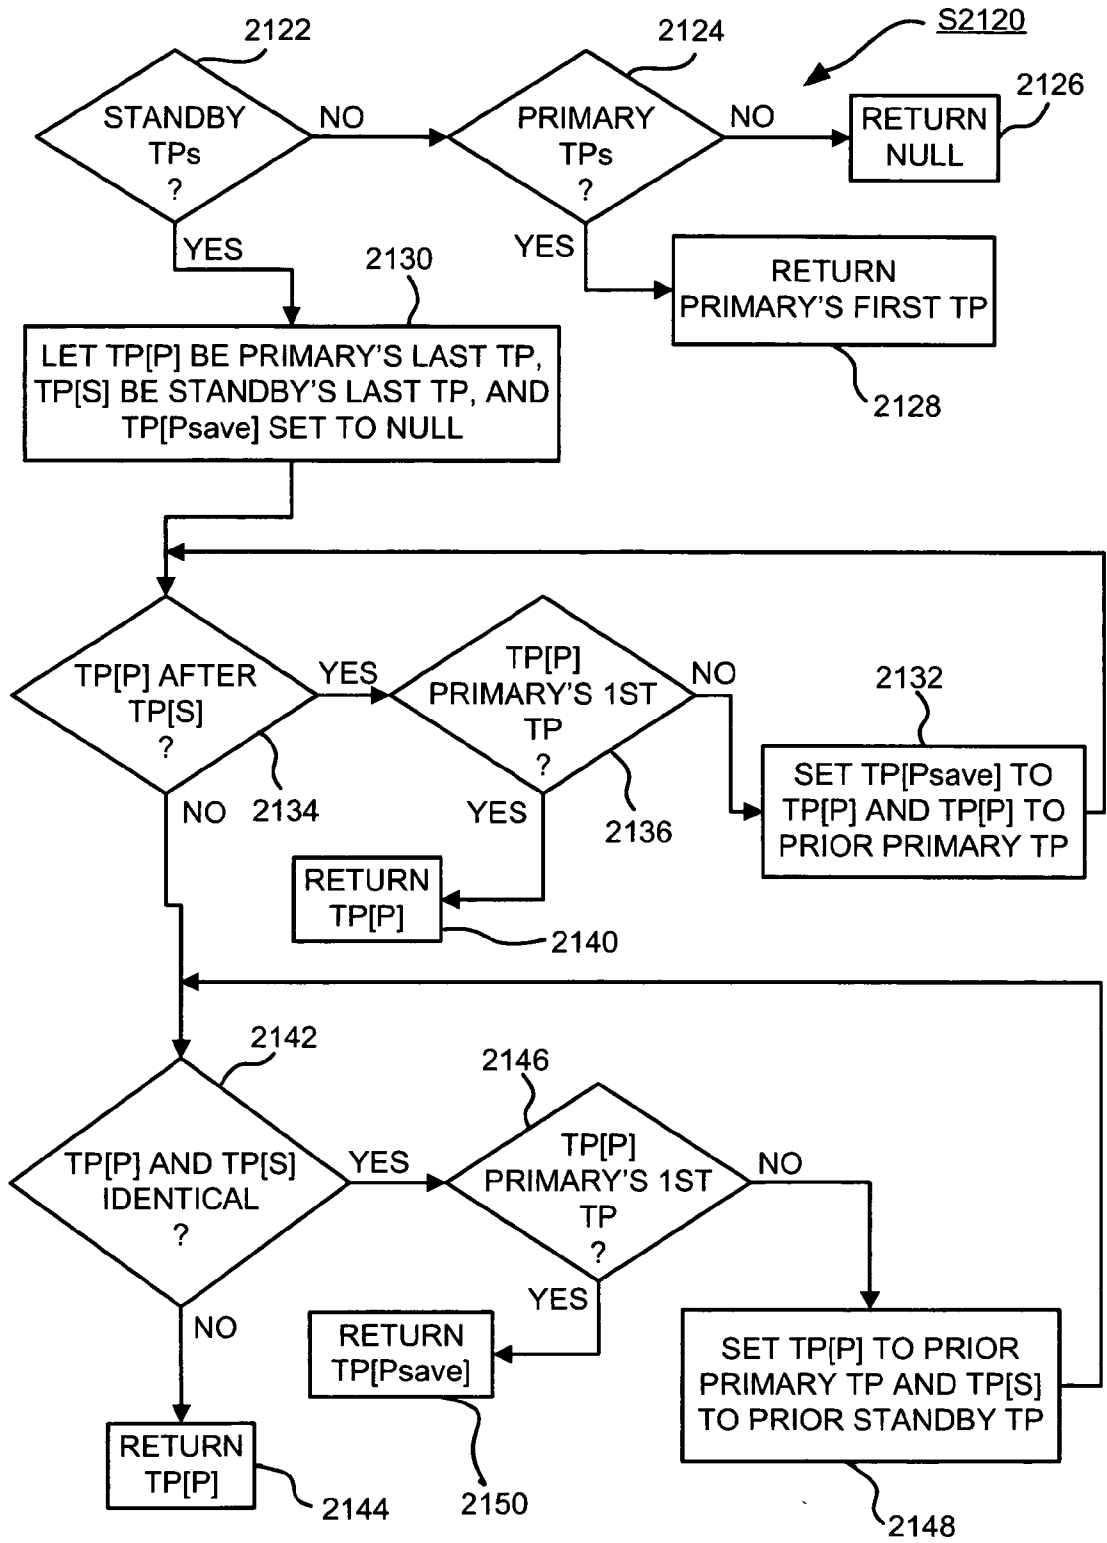 S2120
2122
STANDBY
TPs
?
NO
YES
2124
PRIMARY
TPs
?
NO
YES
2126
RETURN
NULL
RETURN
PRIMARY'S FIRST TP
2128
2130
LET TP[P] BE PRIMARY'S LAST TP,
TP[S] BE STANDBY'S LAST TP, AND
TP[Psave] SET TO NULL
TP[P] AFTER
TP[S]
?
YES
NO
2134
TP[P]
PRIMARY'S 1ST
TP
?
NO
YES
2136
2132
SET TP[Psave] TO
TP[P] AND TP[P] TO
PRIOR PRIMARY TP
RETURN
TP[P]
2140
2142
TP[P] AND TP[S]
IDENTICAL
?
YES
NO
2146
TP[P]
PRIMARY'S 1ST
TP
?
NO
YES
RETURN
TP[Psave]
2150
SET TP[P] TO PRIOR
PRIMARY TP AND TP[S]
TO PRIOR STANDBY TP
2148
RETURN
TP[P]
2144